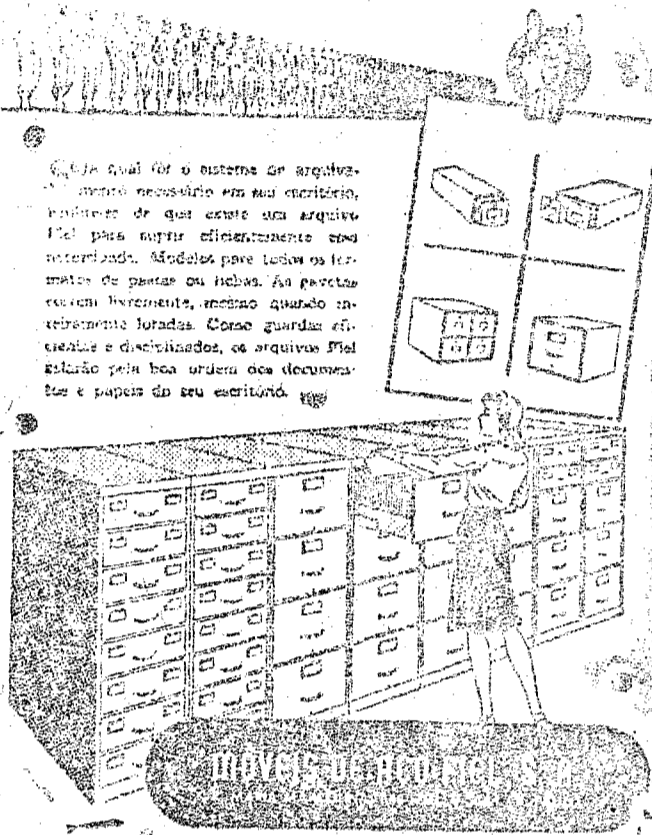 qual fôr o sistema de arquiva-
mento necessário em seu escritório,
de que existe um arquivo
Fiel para suprir eficientemente essa
necessidade. Modelos para todos os for-
matos de pastas ou fichas. As gavetas
correm livremente, mesmo quando in-
teiramente lotadas. Como guardas efi-
cientes e disciplinados, os arquivos Fiel
zelarão pela boa ordem dos documen-
tos e papeis do seu escritório.
MÓVEIS DE AÇO FIEL S. A.